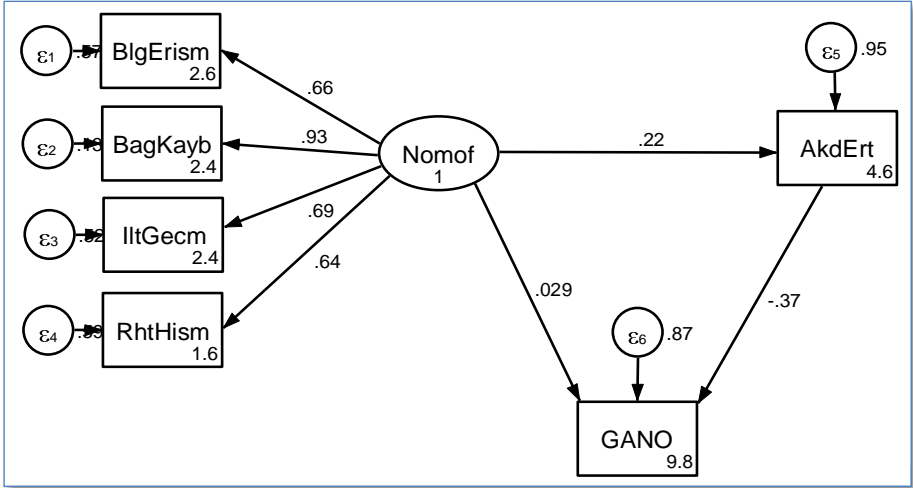 ε1
BlgErism
2.6
.66
ε2
BagKayb
2.4
.93
ε3
IltGecm
2.4
.69
ε4
RhtHism
1.6
.64
Nomof
1
.22
ε5 .95
AkdErt
4.6
.029
-.37
ε6 .87
GANO
9.8